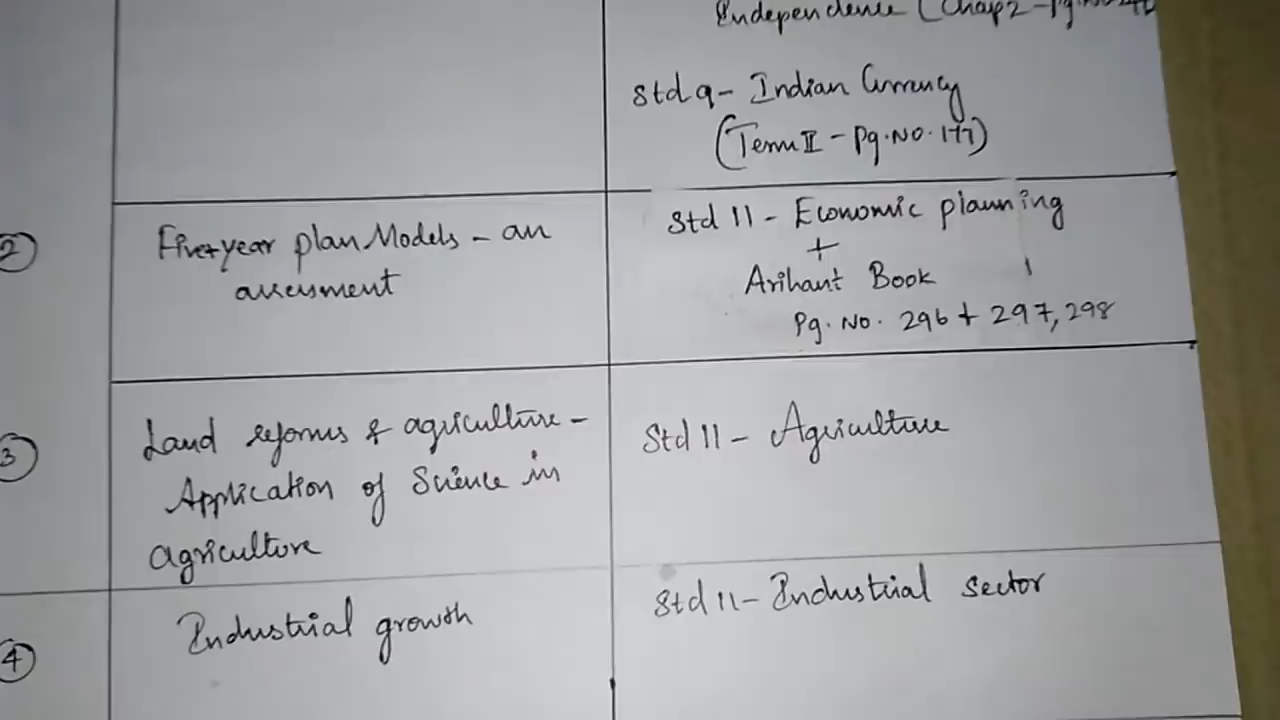 Independence (Chap 2 - Pg.No
Std 9 - Indian Currency
(Term II - Pg.No. 177)
2
Five year plan Models - an
assessment
Std 11 - Economic planning
+
Arihant Book
Pg. No. 296 + 297, 298
3
Land reforms & agriculture -
Application of Science in
agriculture
Std 11 - Agriculture
4
Industrial growth
Std 11 - Industrial sector